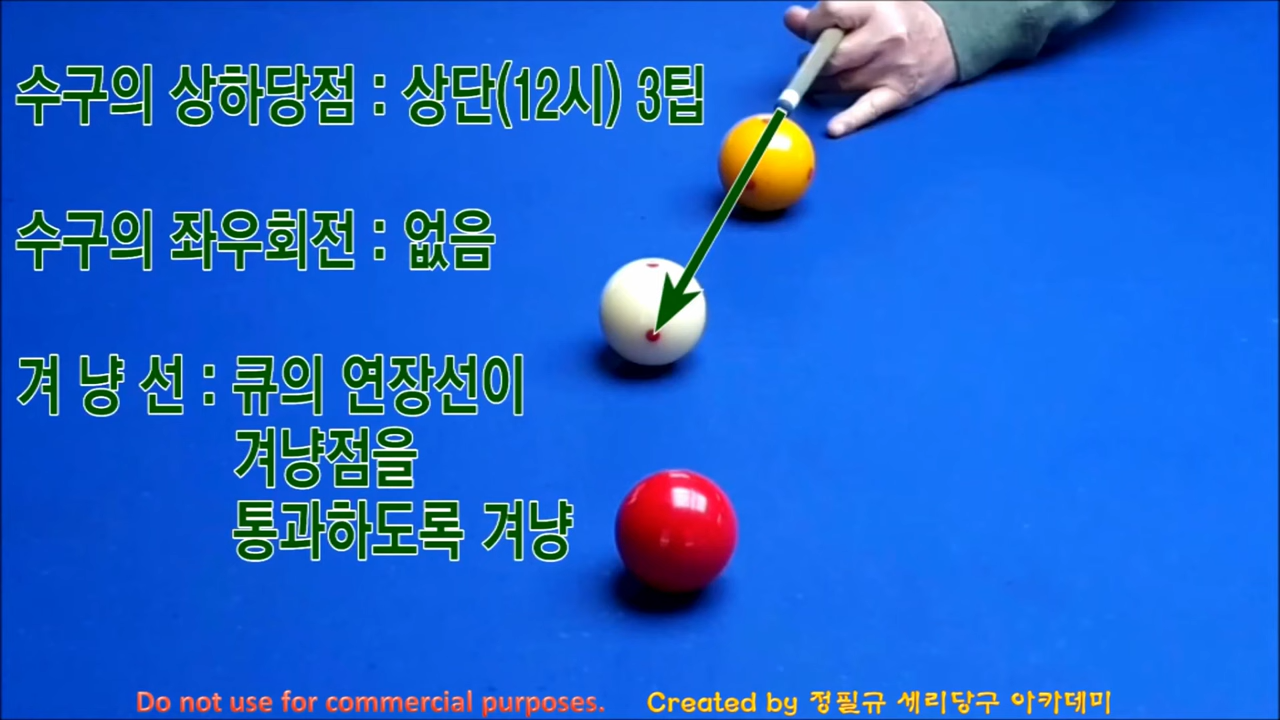 수구의 상하당점 : 상단(12시) 3팁
수구의 좌우회전 : 없음
겨 냥 선 : 큐의 연장선이
겨냥점을
통과하도록 겨냥
Do not use for commercial purposes. Created by 정필규 세리당구 아카데미